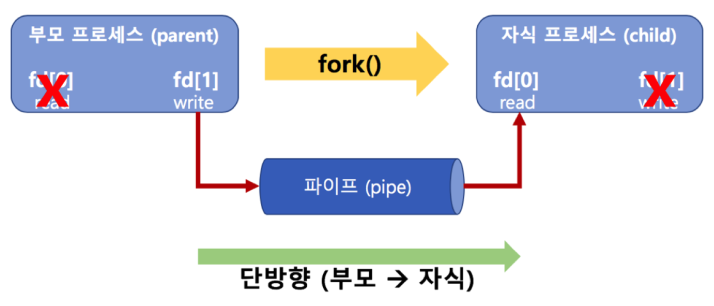 부모 프로세스 (parent)
fd[0]
read
fd[1]
write
fork()
자식 프로세스 (child)
fd[0]
read
fd[1]
write
파이프 (pipe)
단방향 (부모 → 자식)